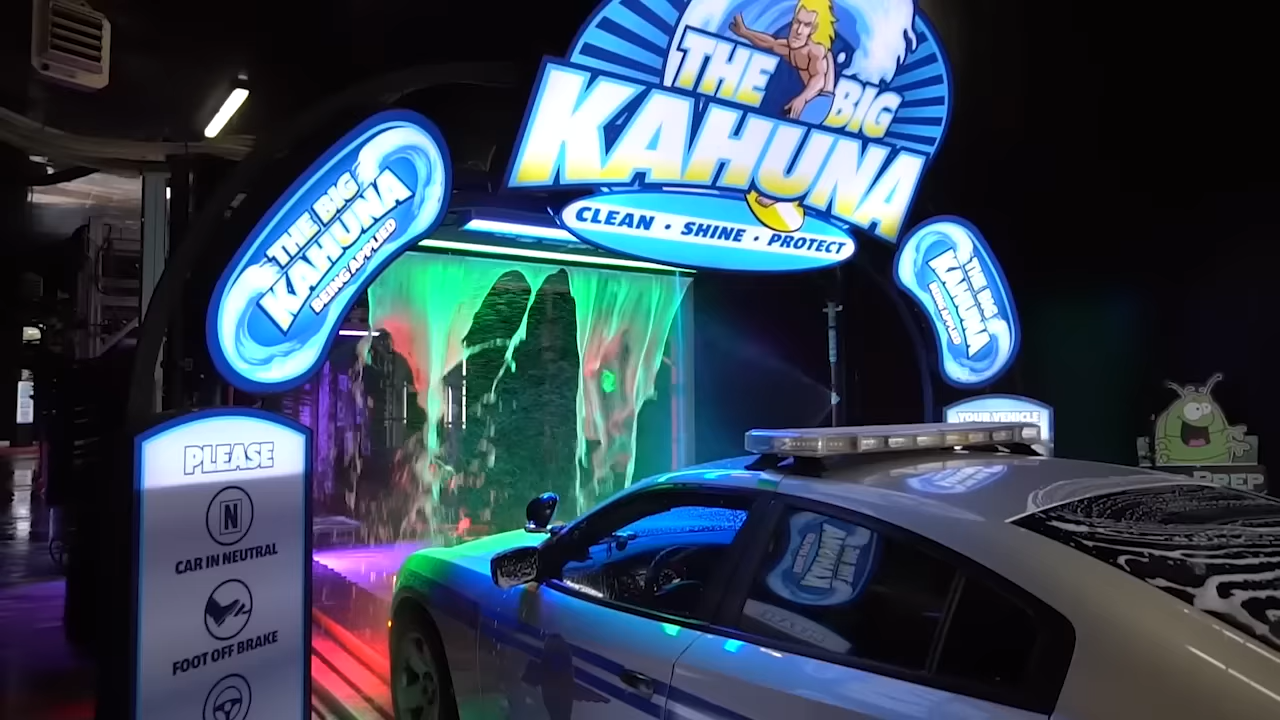 THE BIG
KAHUNA
CLEAN · SHINE · PROTECT
THE BIG
KAHUNA
BEING APPLIED
THE BIG
KAHUNA
BEING APPLIED
PLEASE
N
CAR IN NEUTRAL
FOOT OFF BRAKE
YOUR VEHICLE
PREP